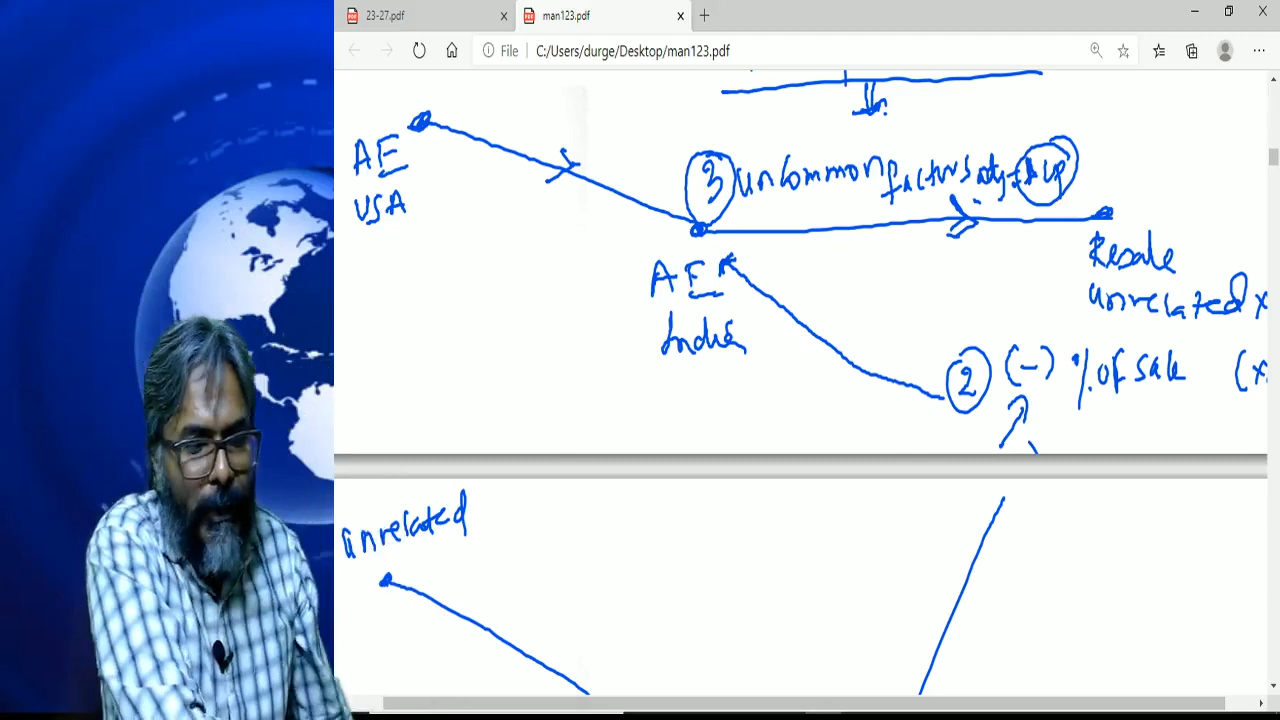 23-27.pdf
man123.pdf
File
C:/Users/durge/Desktop/man123.pdf
AE
USA
3 uncommon factors
AE
India
Resale
unrelated
2 (-) % of sale (x
unrelated